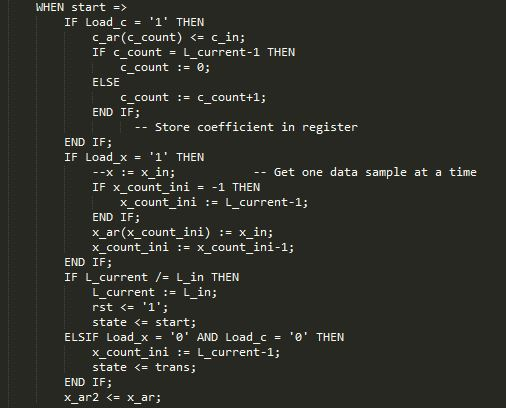 WHEN start =>
IF Load_c = '1' THEN
c_ar(c_count) <= c_in;
IF c_count = L_current-1 THEN
c_count := 0;
ELSE
c_count := c_count+1;
END IF;
-- Store coefficient in register
END IF;
IF Load_x = '1' THEN
--x := x_in; -- Get one data sample at a time
IF x_count_ini = -1 THEN
x_count_ini := L_current-1;
END IF;
x_ar(x_count_ini) := x_in;
x_count_ini := x_count_ini-1;
END IF;
IF L_current /= L_in THEN
L_current := L_in;
rst <= '1';
state <= start;
ELSIF Load_x = '0' AND Load_c = '0' THEN
x_count_ini := L_current-1;
state <= trans;
END IF;
x_ar2 <= x_ar;